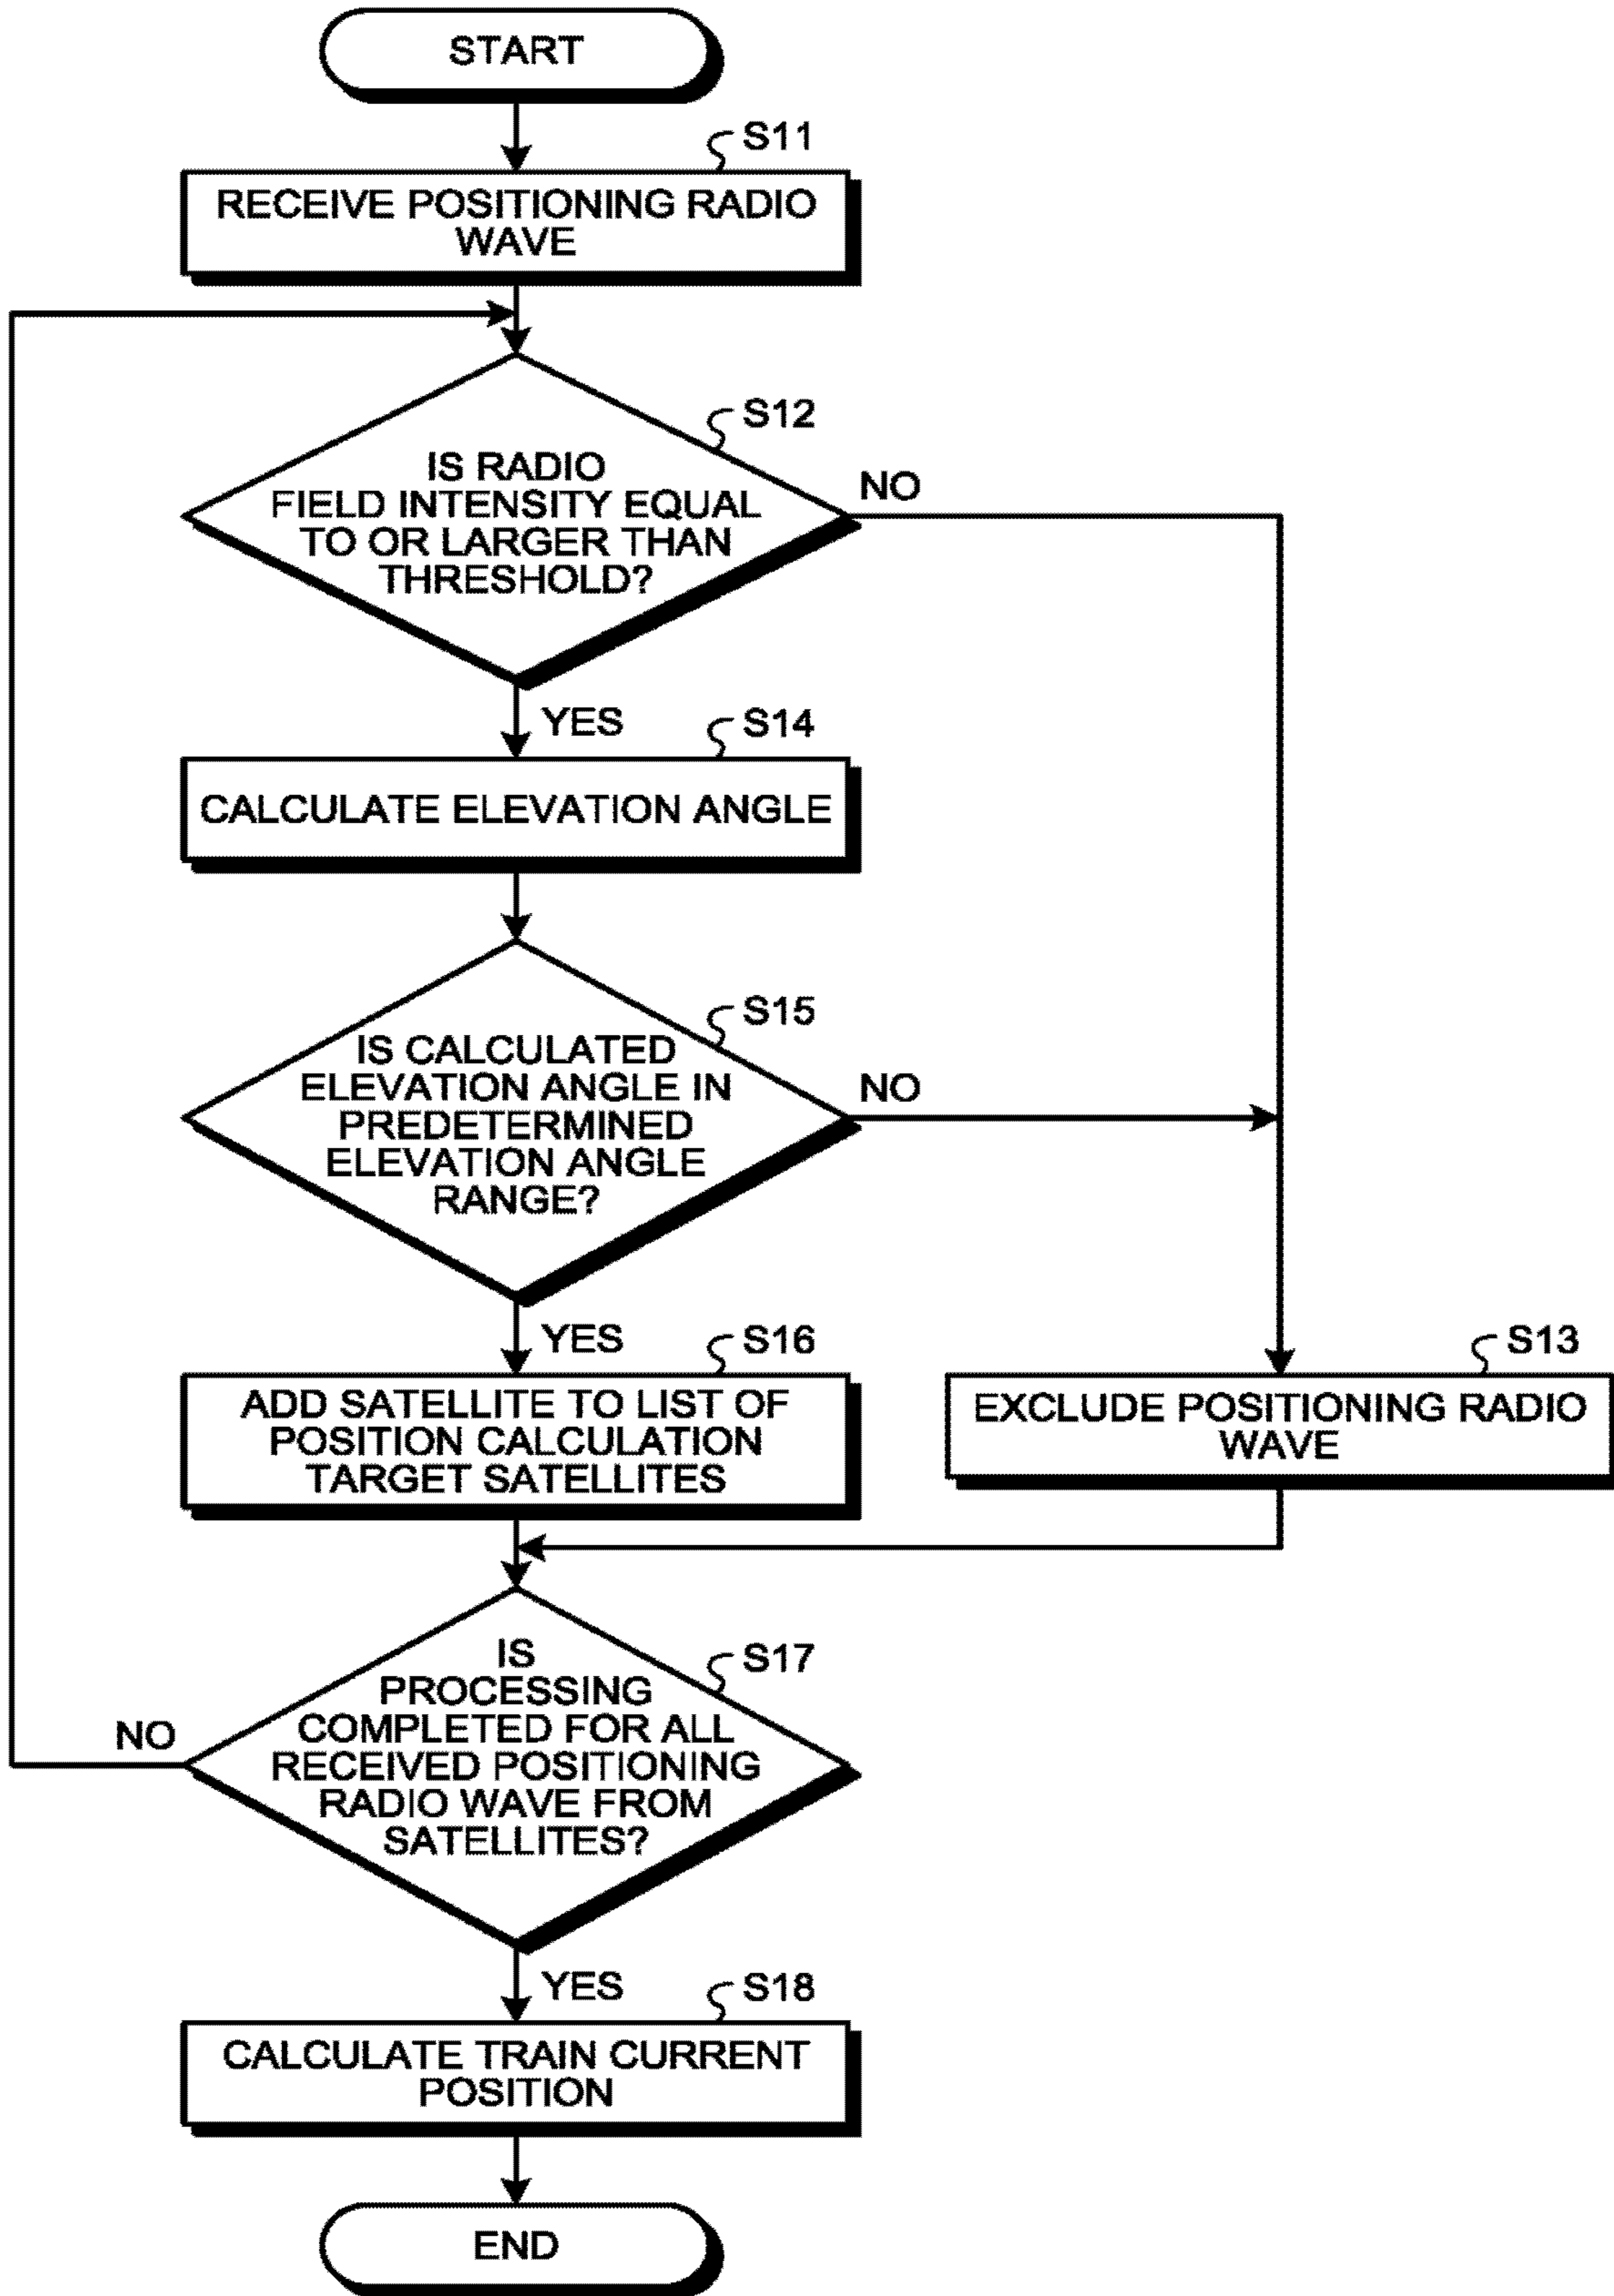 START
S11
RECEIVE POSITIONING RADIO
WAVE
S12
IS RADIO
FIELD INTENSITY EQUAL
TO OR LARGER THAN
THRESHOLD?
NO
YES
S14
CALCULATE ELEVATION ANGLE
S15
IS CALCULATED
ELEVATION ANGLE IN
PREDETERMINED
ELEVATION ANGLE
RANGE?
NO
YES
S16
ADD SATELLITE TO LIST OF
POSITION CALCULATION
TARGET SATELLITES
S13
EXCLUDE POSITIONING RADIO
WAVE
S17
IS
PROCESSING
COMPLETED FOR ALL
RECEIVED POSITIONING
RADIO WAVE FROM
SATELLITES?
NO
YES
S18
CALCULATE TRAIN CURRENT
POSITION
END